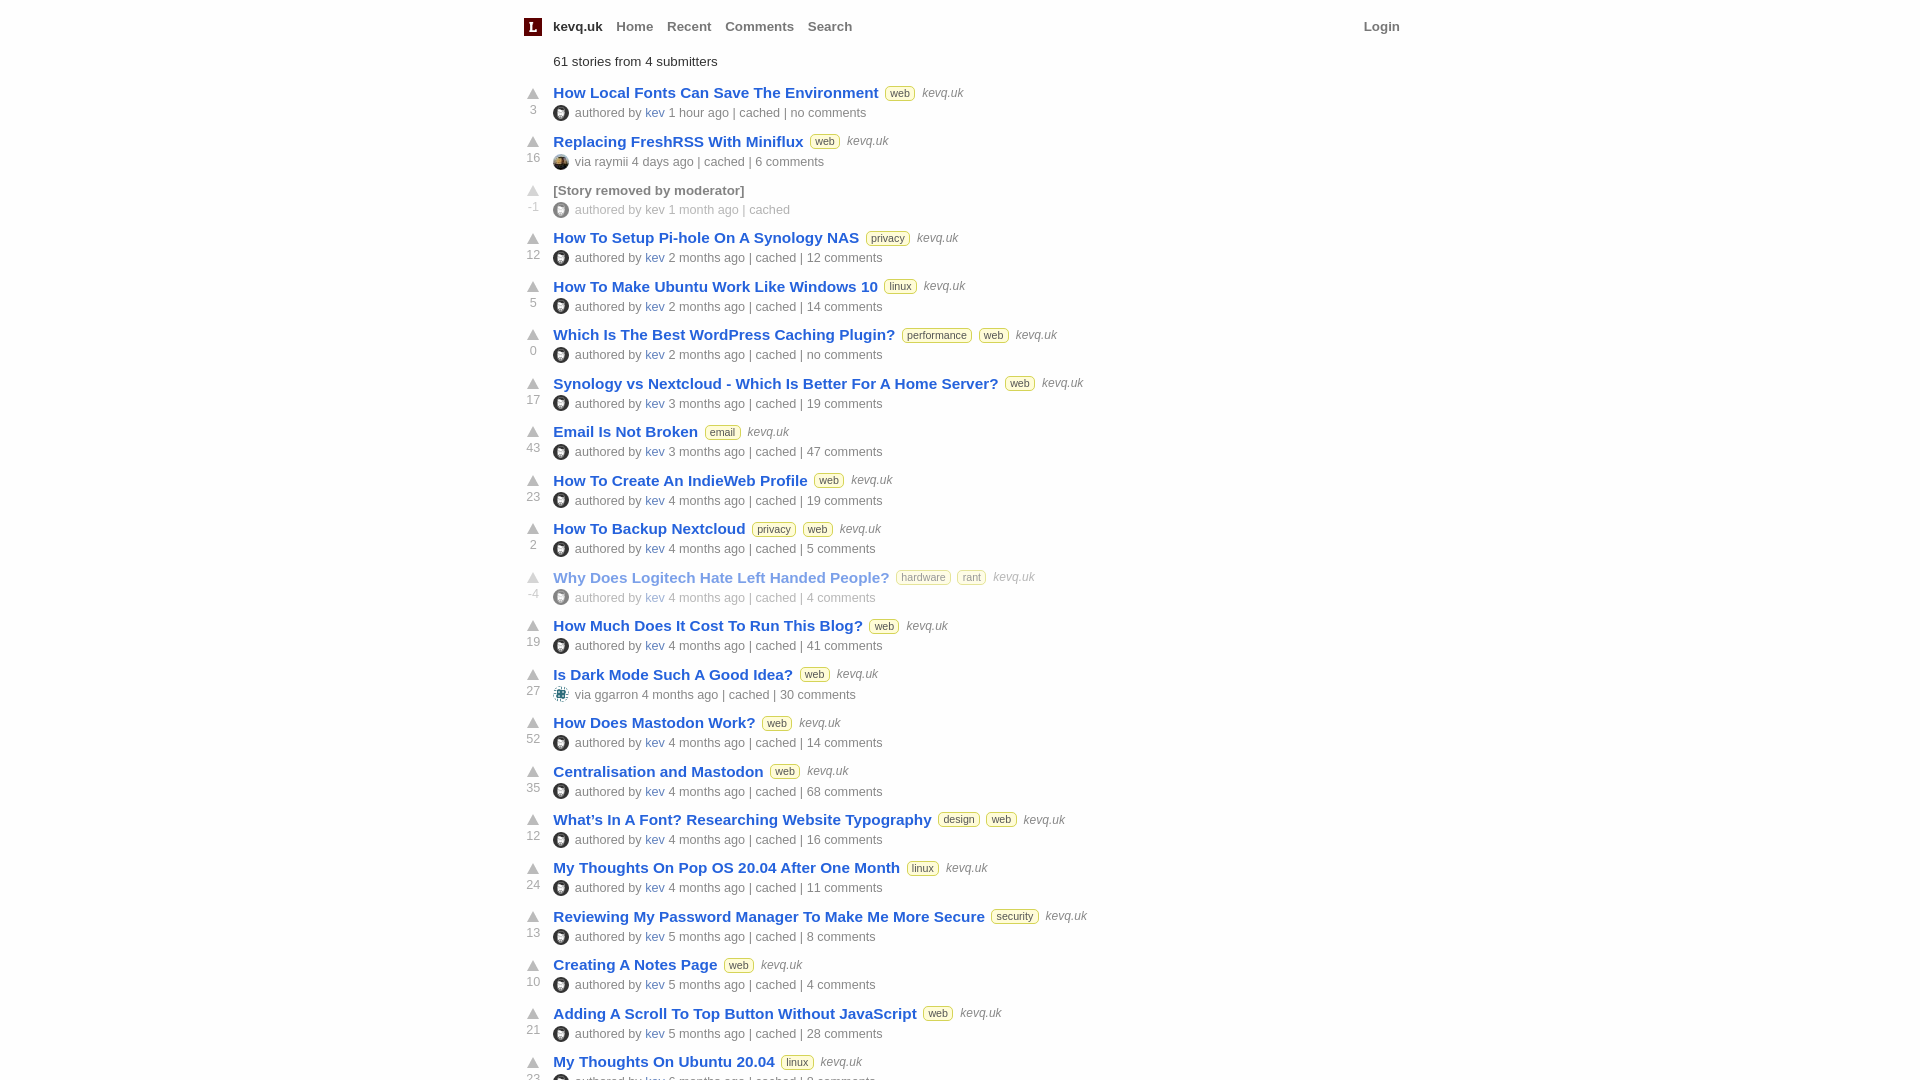 L kevq.uk Home Recent Comments Search Login
61 stories from 4 submitters
How Local Fonts Can Save The Environment web kevq.uk
3 authored by kev 1 hour ago | cached | no comments
Replacing FreshRSS With Miniflux web kevq.uk
16 via raymii 4 days ago | cached | 6 comments
[Story removed by moderator]
-1 authored by kev 1 month ago | cached
How To Setup Pi-hole On A Synology NAS privacy kevq.uk
12 authored by kev 2 months ago | cached | 12 comments
How To Make Ubuntu Work Like Windows 10 linux kevq.uk
5 authored by kev 2 months ago | cached | 14 comments
Which Is The Best WordPress Caching Plugin? performance web kevq.uk
0 authored by kev 2 months ago | cached | no comments
Synology vs Nextcloud - Which Is Better For A Home Server? web kevq.uk
17 authored by kev 3 months ago | cached | 19 comments
Email Is Not Broken email kevq.uk
43 authored by kev 3 months ago | cached | 47 comments
How To Create An IndieWeb Profile web kevq.uk
23 authored by kev 4 months ago | cached | 19 comments
How To Backup Nextcloud privacy web kevq.uk
2 authored by kev 4 months ago | cached | 5 comments
Why Does Logitech Hate Left Handed People? hardware rant kevq.uk
-4 authored by kev 4 months ago | cached | 4 comments
How Much Does It Cost To Run This Blog? web kevq.uk
19 authored by kev 4 months ago | cached | 41 comments
Is Dark Mode Such A Good Idea? web kevq.uk
27 via ggarron 4 months ago | cached | 30 comments
How Does Mastodon Work? web kevq.uk
52 authored by kev 4 months ago | cached | 14 comments
Centralisation and Mastodon web kevq.uk
35 authored by kev 4 months ago | cached | 68 comments
What’s In A Font? Researching Website Typography design web kevq.uk
12 authored by kev 4 months ago | cached | 16 comments
My Thoughts On Pop OS 20.04 After One Month linux kevq.uk
24 authored by kev 4 months ago | cached | 11 comments
Reviewing My Password Manager To Make Me More Secure security kevq.uk
13 authored by kev 5 months ago | cached | 8 comments
Creating A Notes Page web kevq.uk
10 authored by kev 5 months ago | cached | 4 comments
Adding A Scroll To Top Button Without JavaScript web kevq.uk
21 authored by kev 5 months ago | cached | 28 comments
My Thoughts On Ubuntu 20.04 linux kevq.uk